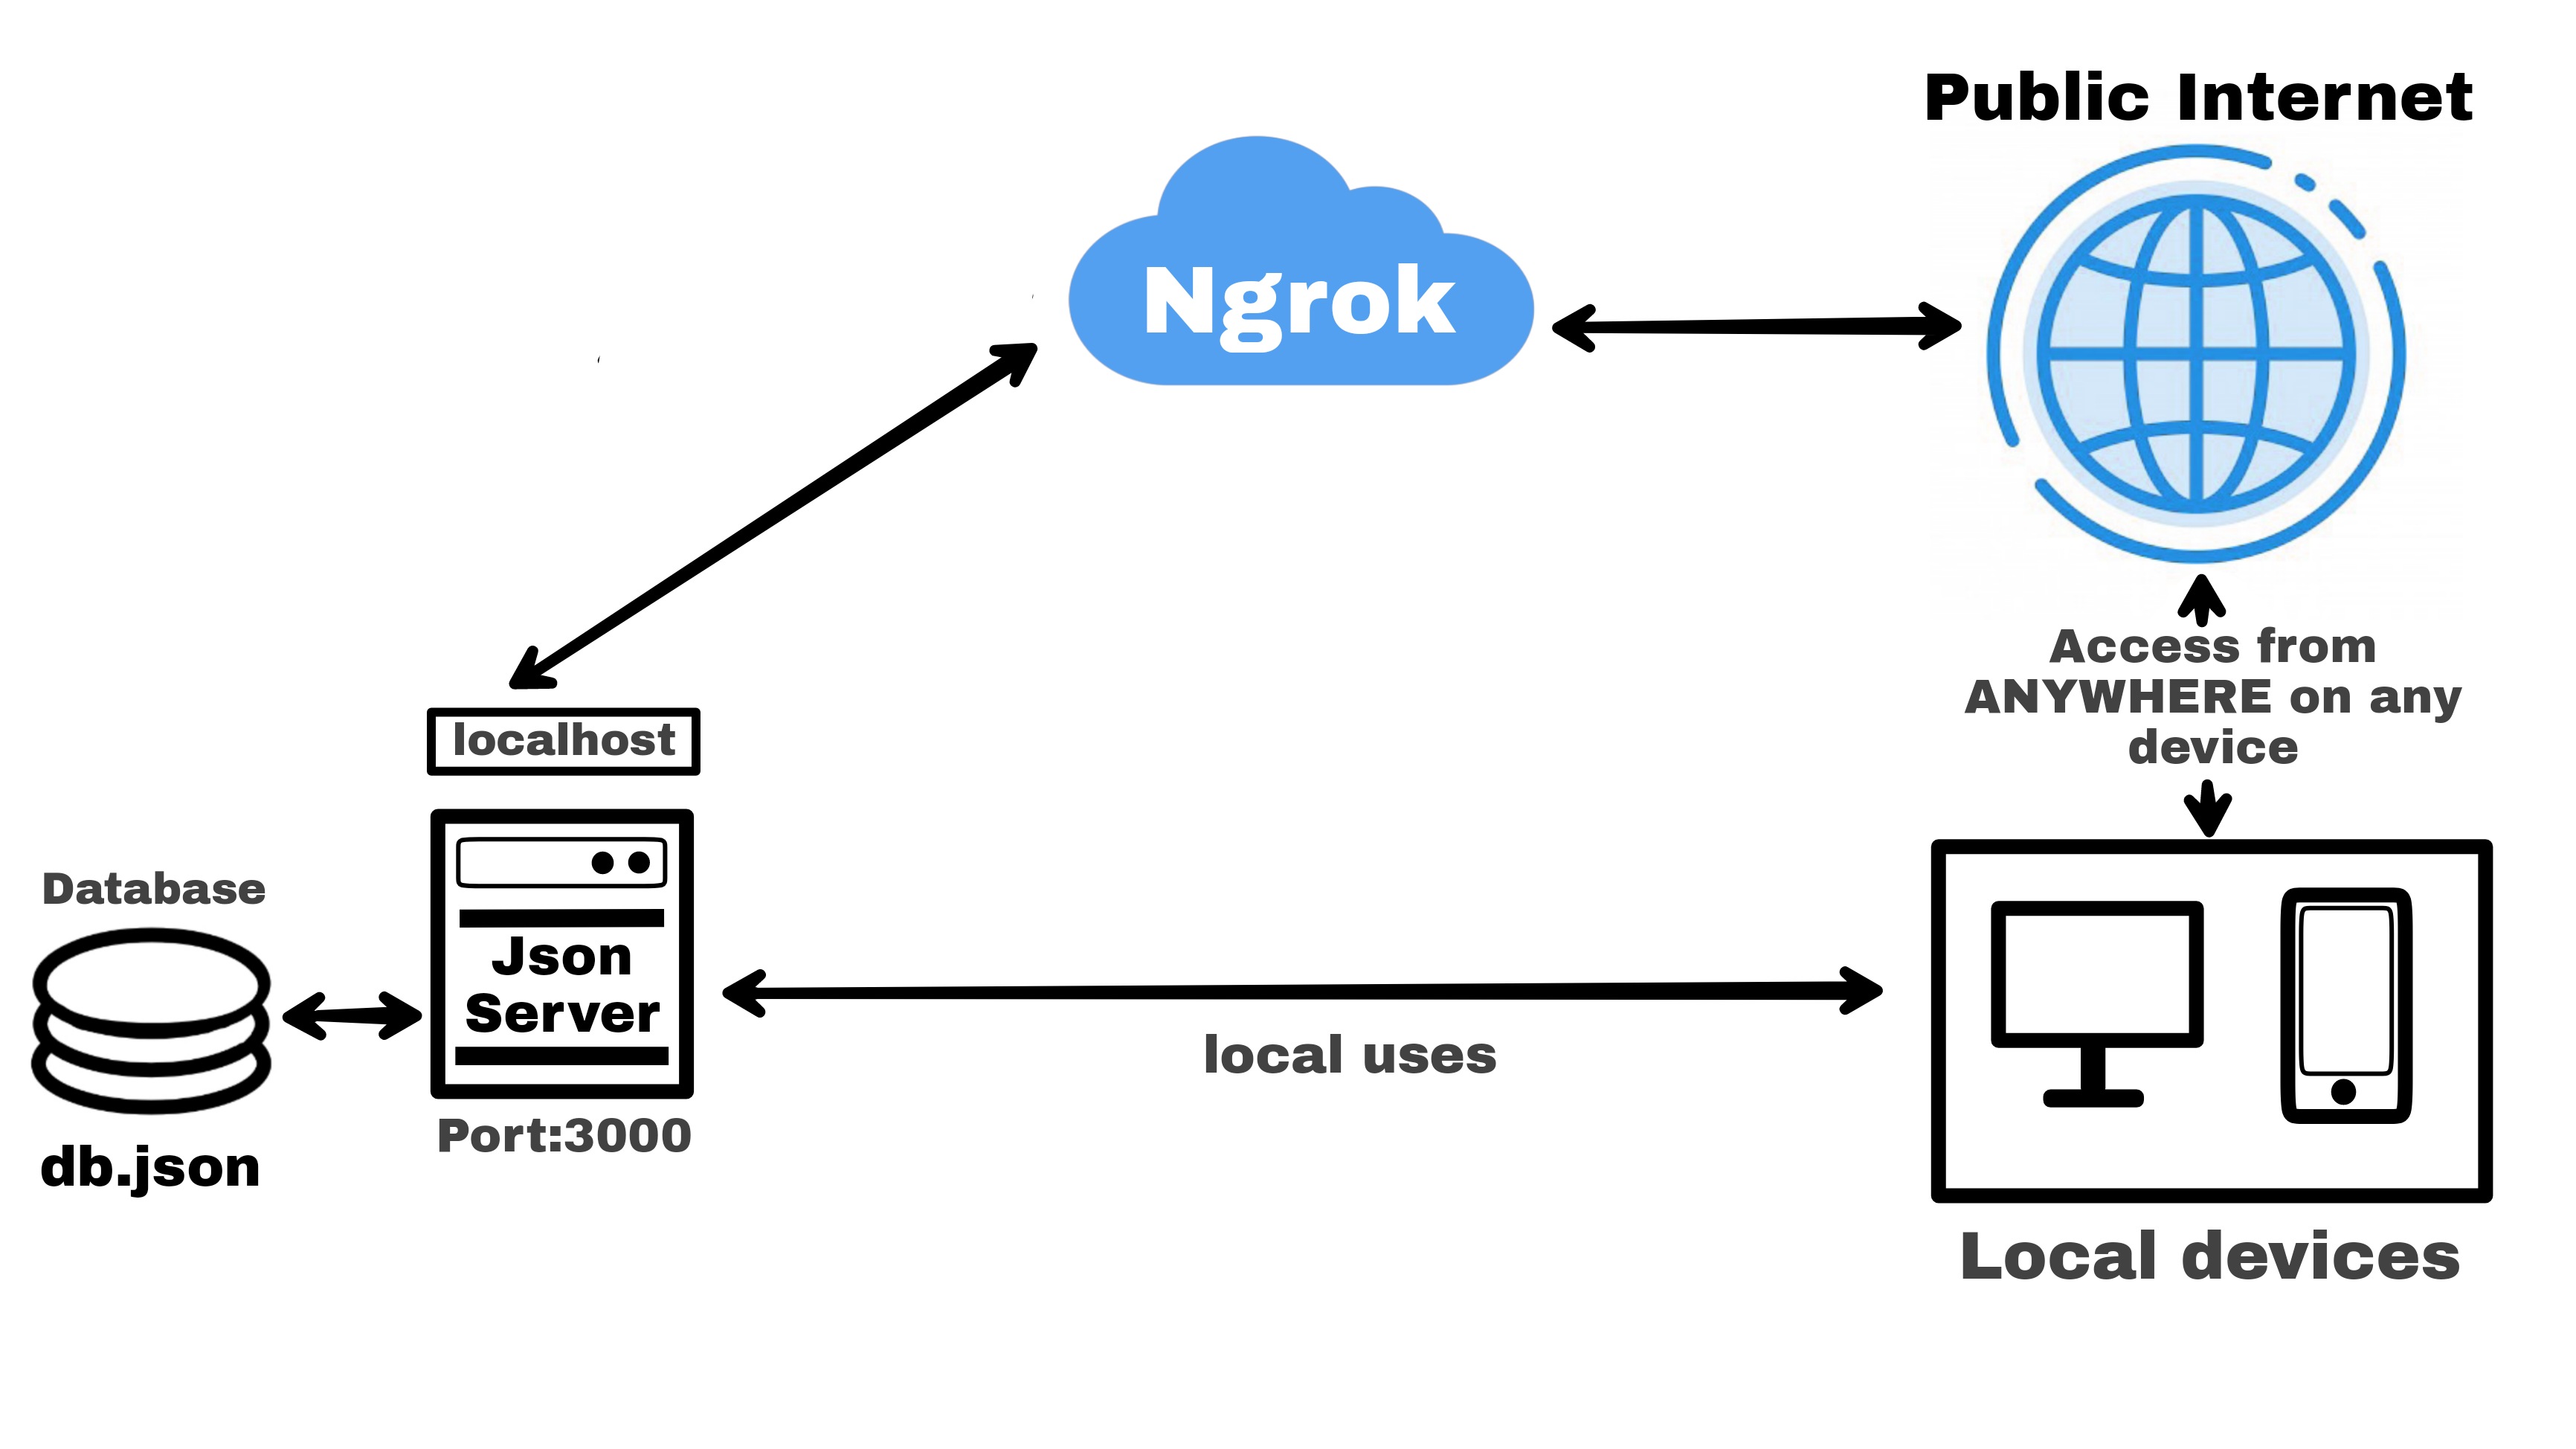 Public Internet
Ngrok
Access from
ANYWHERE on any
device
localhost
Database
Json
Server
local uses
Port:3000
db.json
Local devices